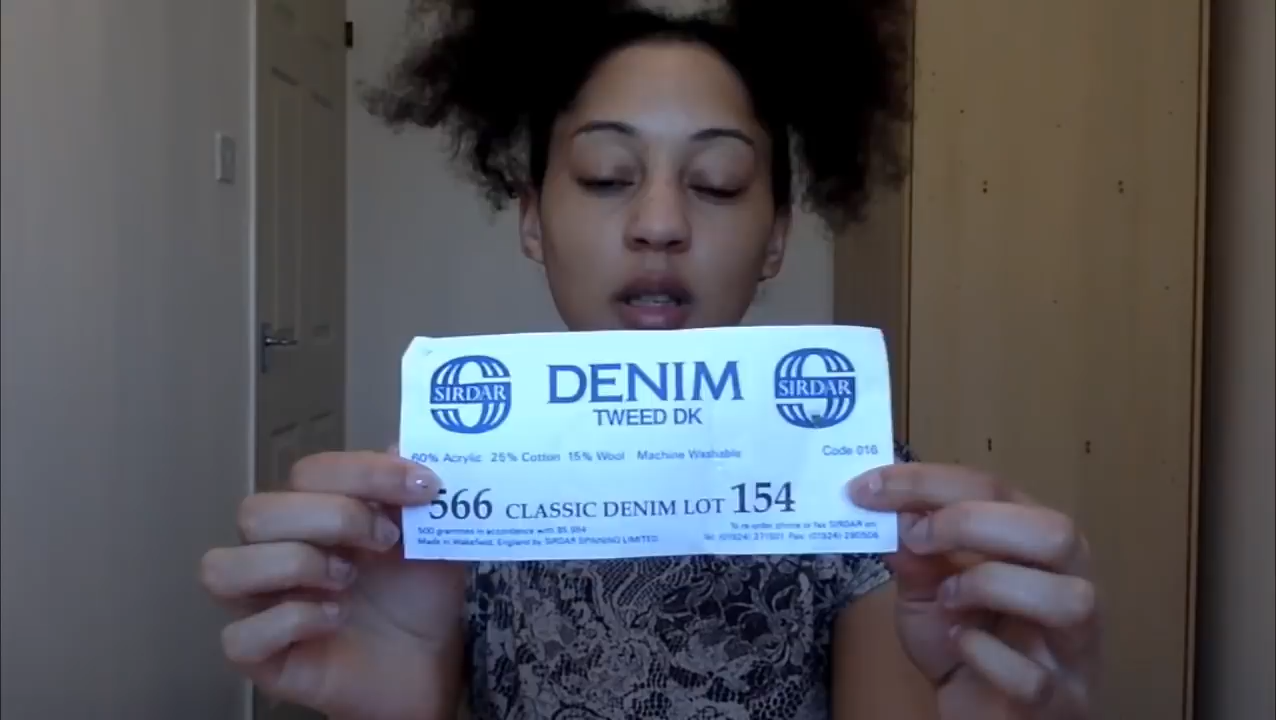 SIRDAR
DENIM
SIRDAR
TWEED DK
60% Acrylic 25% Cotton 15% Wool Machine Washable
Code 016
566 CLASSIC DENIM LOT 154
500 grammes in accordance with BS 984
To re-order phone or fax SIRDAR on:
Made in Wakefield, England by SIRDAR SPINNING LIMITED
Tel (01924) 371501 Fax (01924) 290506